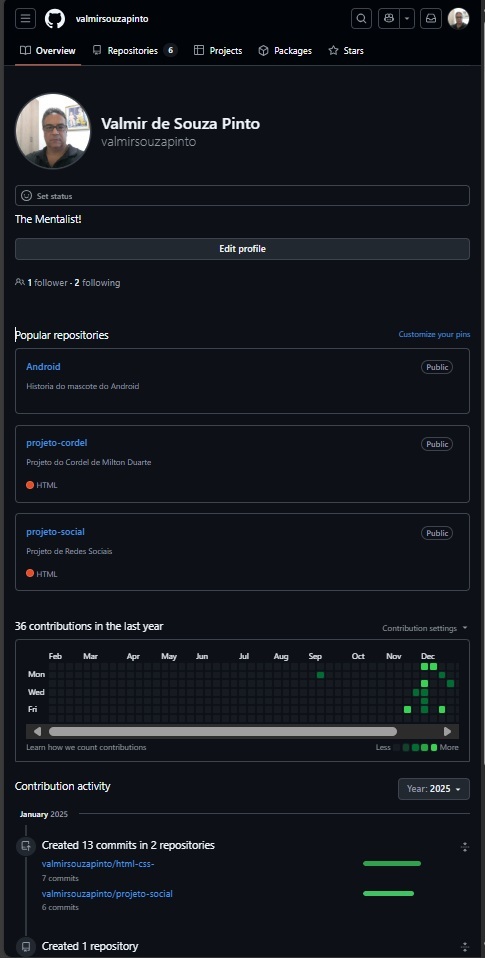 valmirsouzapinto
Overview Repositories 6 Projects Packages Stars
Valmir de Souza Pinto
valmirsouzapinto
Set status
The Mentalist!
Edit profile
1 follower · 2 following
Popular repositories Customize your pins
Android Public
Historia do mascote do Android
projeto-cordel Public
Projeto do Cordel de Milton Duarte
HTML
projeto-social Public
Projeto de Redes Sociais
HTML
36 contributions in the last year Contribution settings
Feb Mar Apr May Jun Jul Aug Sep Oct Nov Dec
Mon
Wed
Fri
Learn how we count contributions Less More
Contribution activity Year: 2025
January 2025
Created 13 commits in 2 repositories
valmirsouzapinto/html-css-
7 commits
valmirsouzapinto/projeto-social
6 commits
Created 1 repository